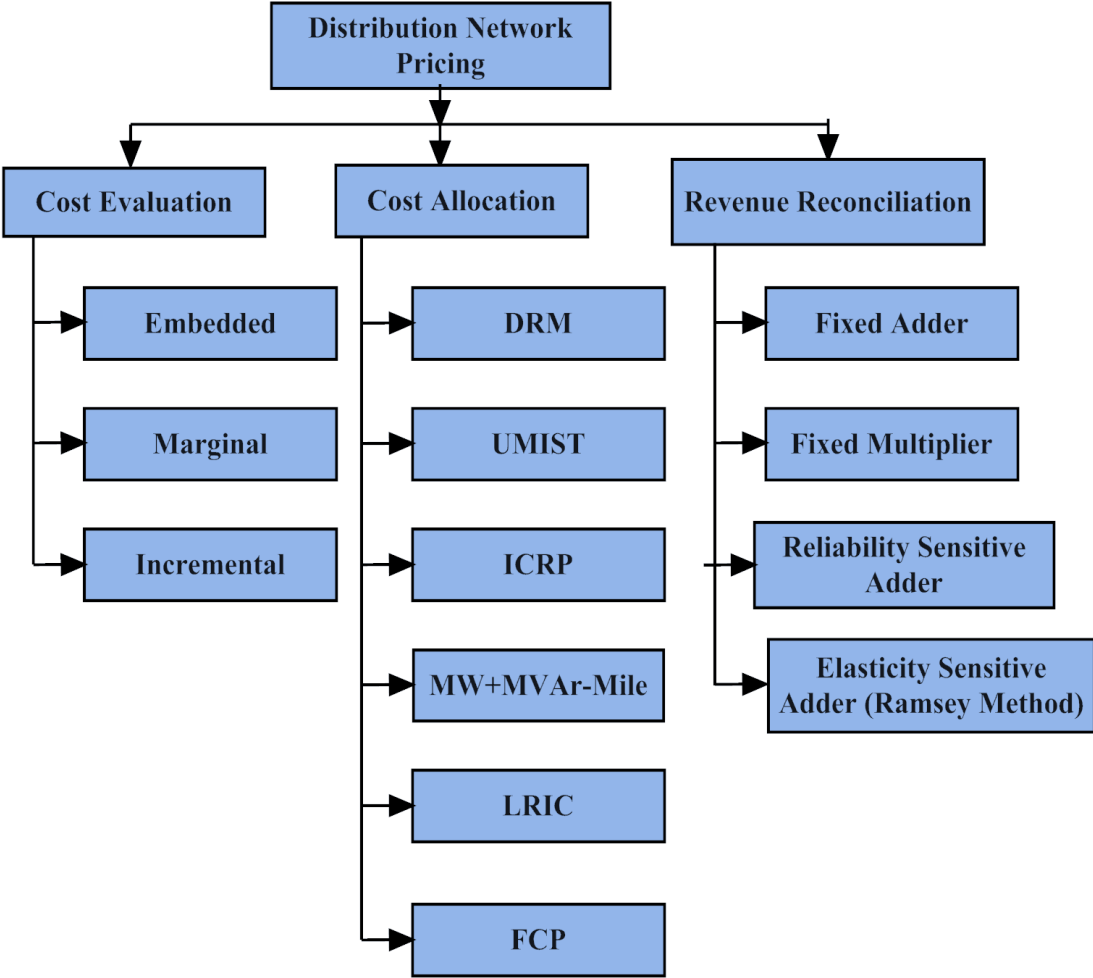 Distribution Network
Pricing
Cost Evaluation
Cost Allocation
Revenue Reconciliation
Embedded
Marginal
Incremental
DRM
UMIST
ICRP
MW+MVAr-Mile
LRIC
FCP
Fixed Adder
Fixed Multiplier
Reliability Sensitive
Adder
Elasticity Sensitive
Adder (Ramsey Method)